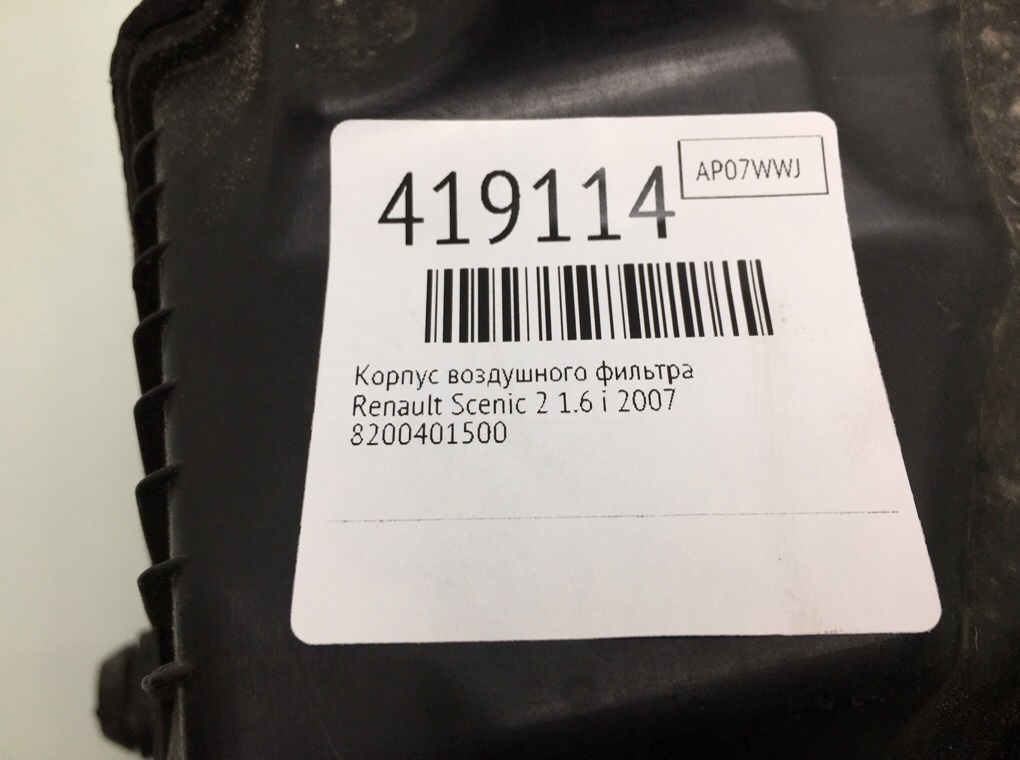 AP07WWJ
419114
Корпус воздушного фильтра
Renault Scenic 2 1.6 i 2007
8200401500